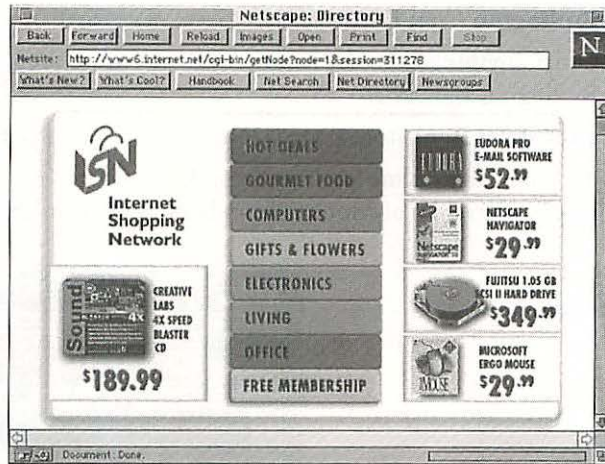 Netscape: Directory
Back Forward Home Reload Images Open Print Find Stop
N
Netsite: http://www6.internet.net/cgi-bin/getNode?node=1&session=311278
What's New? What's Cool? Handbook Net Search Net Directory Newsgroups
ISN
Internet
Shopping
Network
Sound
4X
CREATIVE
LABS
4X SPEED
BLASTER
CD
$189.99
HOT DEALS
GOURMET FOOD
COMPUTERS
GIFTS & FLOWERS
ELECTRONICS
LIVING
OFFICE
FREE MEMBERSHIP
EUDORA
EUDORA PRO
E-MAIL SOFTWARE
$52.99
Netscape
NETSCAPE
NAVIGATOR
$29.99
FUJITSU 1.05 GB
SCSI II HARD DRIVE
$349.99
MOUSE
MICROSOFT
ERGO MOUSE
$29.99
Document: Done.